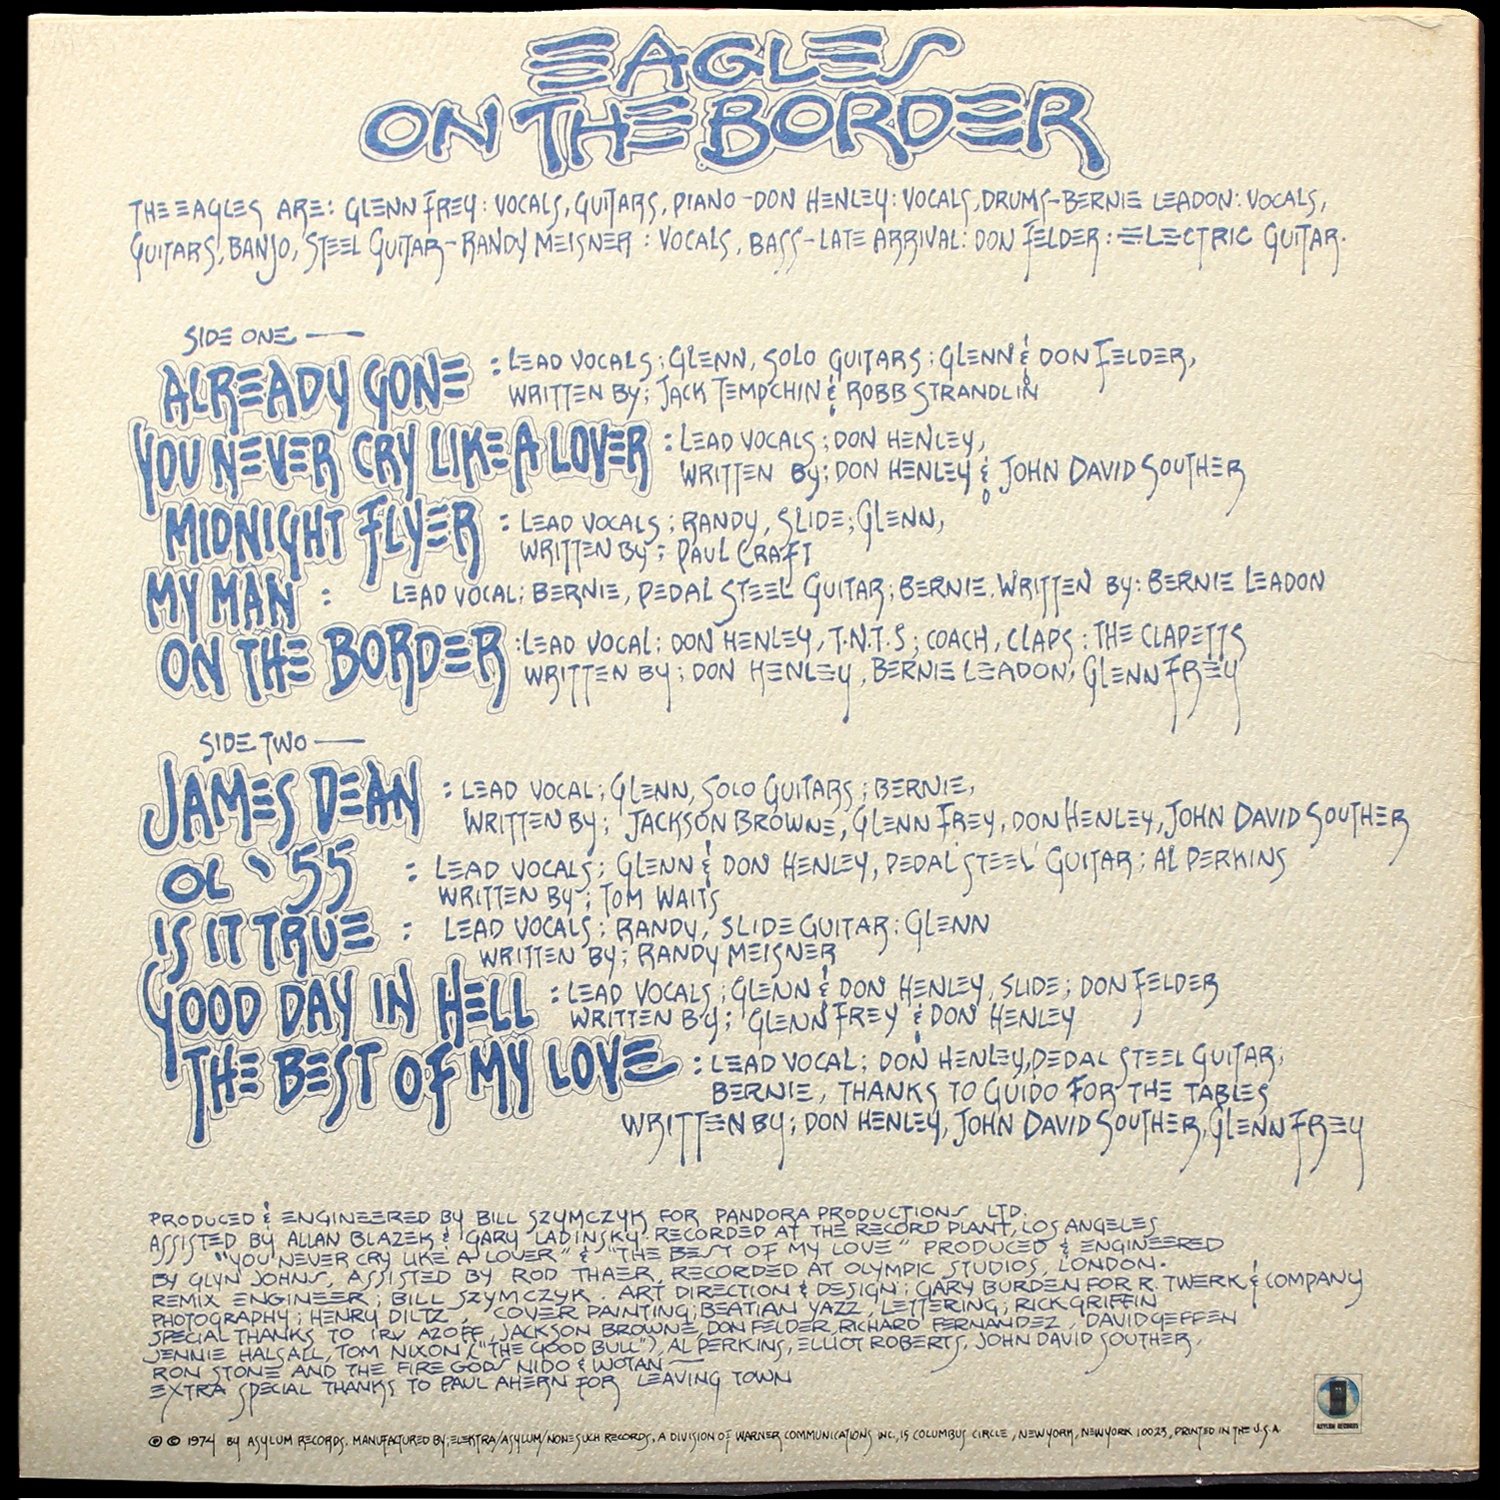 EAGLES
ON THE BORDER
THE EAGLES ARE: GLENN FREY: VOCALS, GUITARS, PIANO - DON HENLEY: VOCALS, DRUMS - BERNIE LEADON: VOCALS,
GUITARS, BANJO, STEEL GUITAR - RANDY MEISNER: VOCALS, BASS - LATE ARRIVAL: DON FELDER: ELECTRIC GUITAR.
SIDE ONE —
ALREADY GONE : LEAD VOCALS; GLENN, SOLO GUITARS; GLENN & DON FELDER,
WRITTEN BY; JACK TEMPCHIN & ROBB STRANDLIN
YOU NEVER CRY LIKE A LOVER : LEAD VOCALS; DON HENLEY,
WRITTEN BY; DON HENLEY & JOHN DAVID SOUTHER
MIDNIGHT FLYER : LEAD VOCALS; RANDY, SLIDE; GLENN,
WRITTEN BY; PAUL CRAFT
MY MAN : LEAD VOCAL; BERNIE, PEDAL STEEL GUITAR; BERNIE, WRITTEN BY: BERNIE LEADON
ON THE BORDER : LEAD VOCAL; DON HENLEY, T.N.T.S; COACH, CLAPS: THE CLAPETTS
WRITTEN BY; DON HENLEY, BERNIE LEADON, GLENN FREY
SIDE TWO —
JAMES DEAN : LEAD VOCAL; GLENN, SOLO GUITARS; BERNIE,
WRITTEN BY; JACKSON BROWNE, GLENN FREY, DON HENLEY, JOHN DAVID SOUTHER
OL '55 : LEAD VOCALS; GLENN & DON HENLEY, PEDAL STEEL GUITAR; AL PERKINS
WRITTEN BY; TOM WAITS
IS IT TRUE : LEAD VOCALS; RANDY, SLIDE GUITAR: GLENN
WRITTEN BY; RANDY MEISNER
GOOD DAY IN HELL : LEAD VOCALS; GLENN & DON HENLEY, SLIDE; DON FELDER
WRITTEN BY; GLENN FREY & DON HENLEY
THE BEST OF MY LOVE : LEAD VOCAL; DON HENLEY, PEDAL STEEL GUITAR;
BERNIE, THANKS TO GUIDO FOR THE TABLES
WRITTEN BY; DON HENLEY, JOHN DAVID SOUTHER, GLENN FREY
PRODUCED & ENGINEERED BY BILL SZYMCZYK FOR PANDORA PRODUCTIONS LTD.
ASSISTED BY ALLAN BLAZEK & GARY LADINSKY. RECORDED AT THE RECORD PLANT, LOS ANGELES
"YOU NEVER CRY LIKE A LOVER" & "THE BEST OF MY LOVE" PRODUCED & ENGINEERED
BY GLYN JOHNS, ASSISTED BY ROD THAER, RECORDED AT OLYMPIC STUDIOS, LONDON.
REMIX ENGINEER; BILL SZYMCZYK. ART DIRECTION & DESIGN; GARY BURDEN FOR R. TWERK & COMPANY
PHOTOGRAPHY; HENRY DILTZ, COVER PAINTING; BEATIAN YAZZ, LETTERING; RICK GRIFFIN
SPECIAL THANKS TO IRV AZOFF, JACKSON BROWNE, DON FELDER, RICHARD FERNANDEZ, DAVID GEFFEN
JENNIE HALSALL, TOM NIXON ("THE GOOD BULL"), AL PERKINS, ELLIOT ROBERTS, JOHN DAVID SOUTHER,
RON STONE AND THE FIRE GODS NIDO & WOTAN —
EXTRA SPECIAL THANKS TO PAUL AHERN FOR LEAVING TOWN
℗ © 1974 BY ASYLUM RECORDS. MANUFACTURED BY; ELEKTRA/ASYLUM/NONESUCH RECORDS, A DIVISION OF WARNER COMMUNICATIONS INC., 15 COLUMBUS CIRCLE, NEW YORK, NEW YORK 10023, PRINTED IN THE U.S.A.
ASYLUM RECORDS